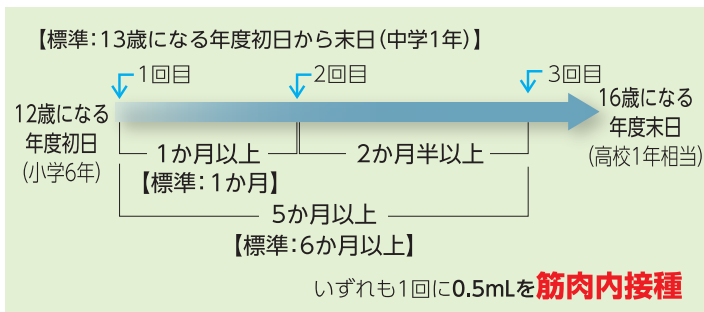 【標準:13歳になる年度初日から末日(中学1年)】
1回目
2回目
3回目
12歳になる
年度初日
(小学6年)
16歳になる
年度末日
(高校1年相当)
1か月以上
【標準:1か月】
2か月半以上
5か月以上
【標準:6か月以上】
いずれも1回に0.5mLを筋肉内接種